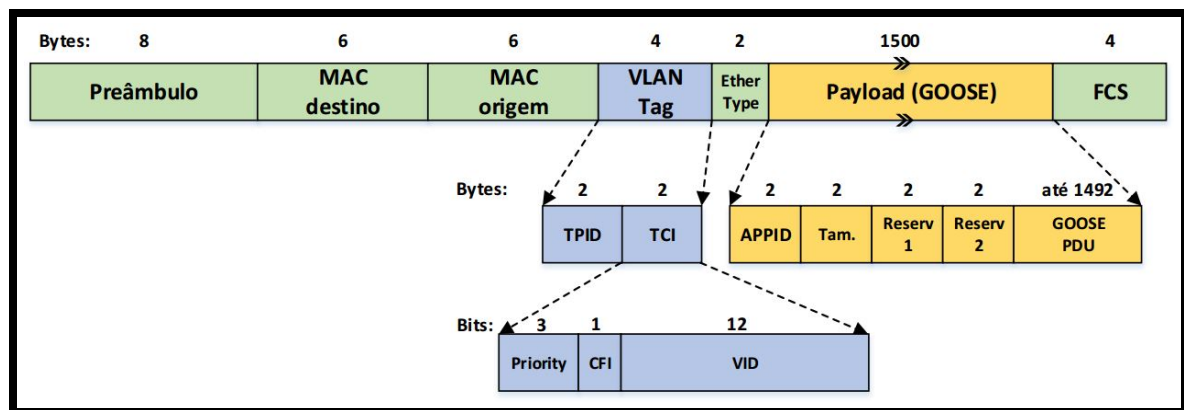 Bytes: 8 6 6 4 2 1500 4
Preâmbulo
MAC
destino
MAC
origem
VLAN
Tag
Ether
Type
Payload (GOOSE)
FCS
Bytes: 2 2 2 2 2 2 até 1492
TPID
TCI
APPID
Tam.
Reserv
1
Reserv
2
GOOSE
PDU
Bits: 3 1 12
Priority
CFI
VID